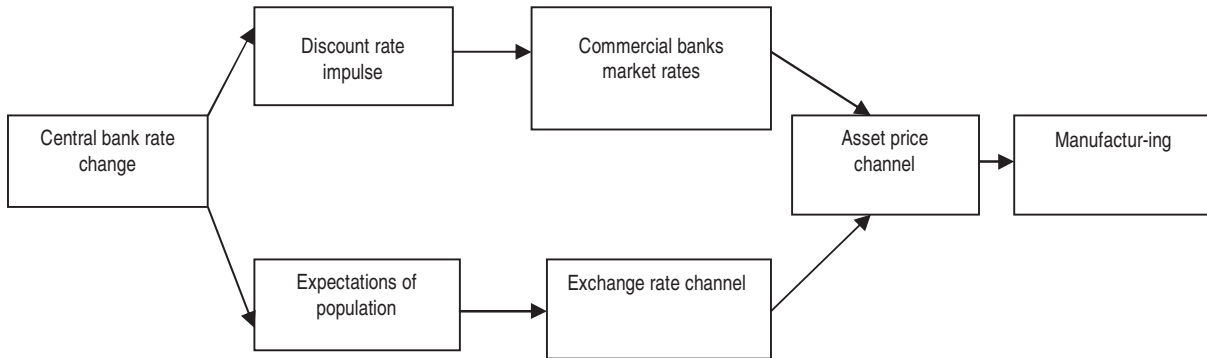 Discount rate
impulse
Commercial banks
market rates
Central bank rate
change
Asset price
channel
Manufactur-ing
Expectations of
population
Exchange rate channel